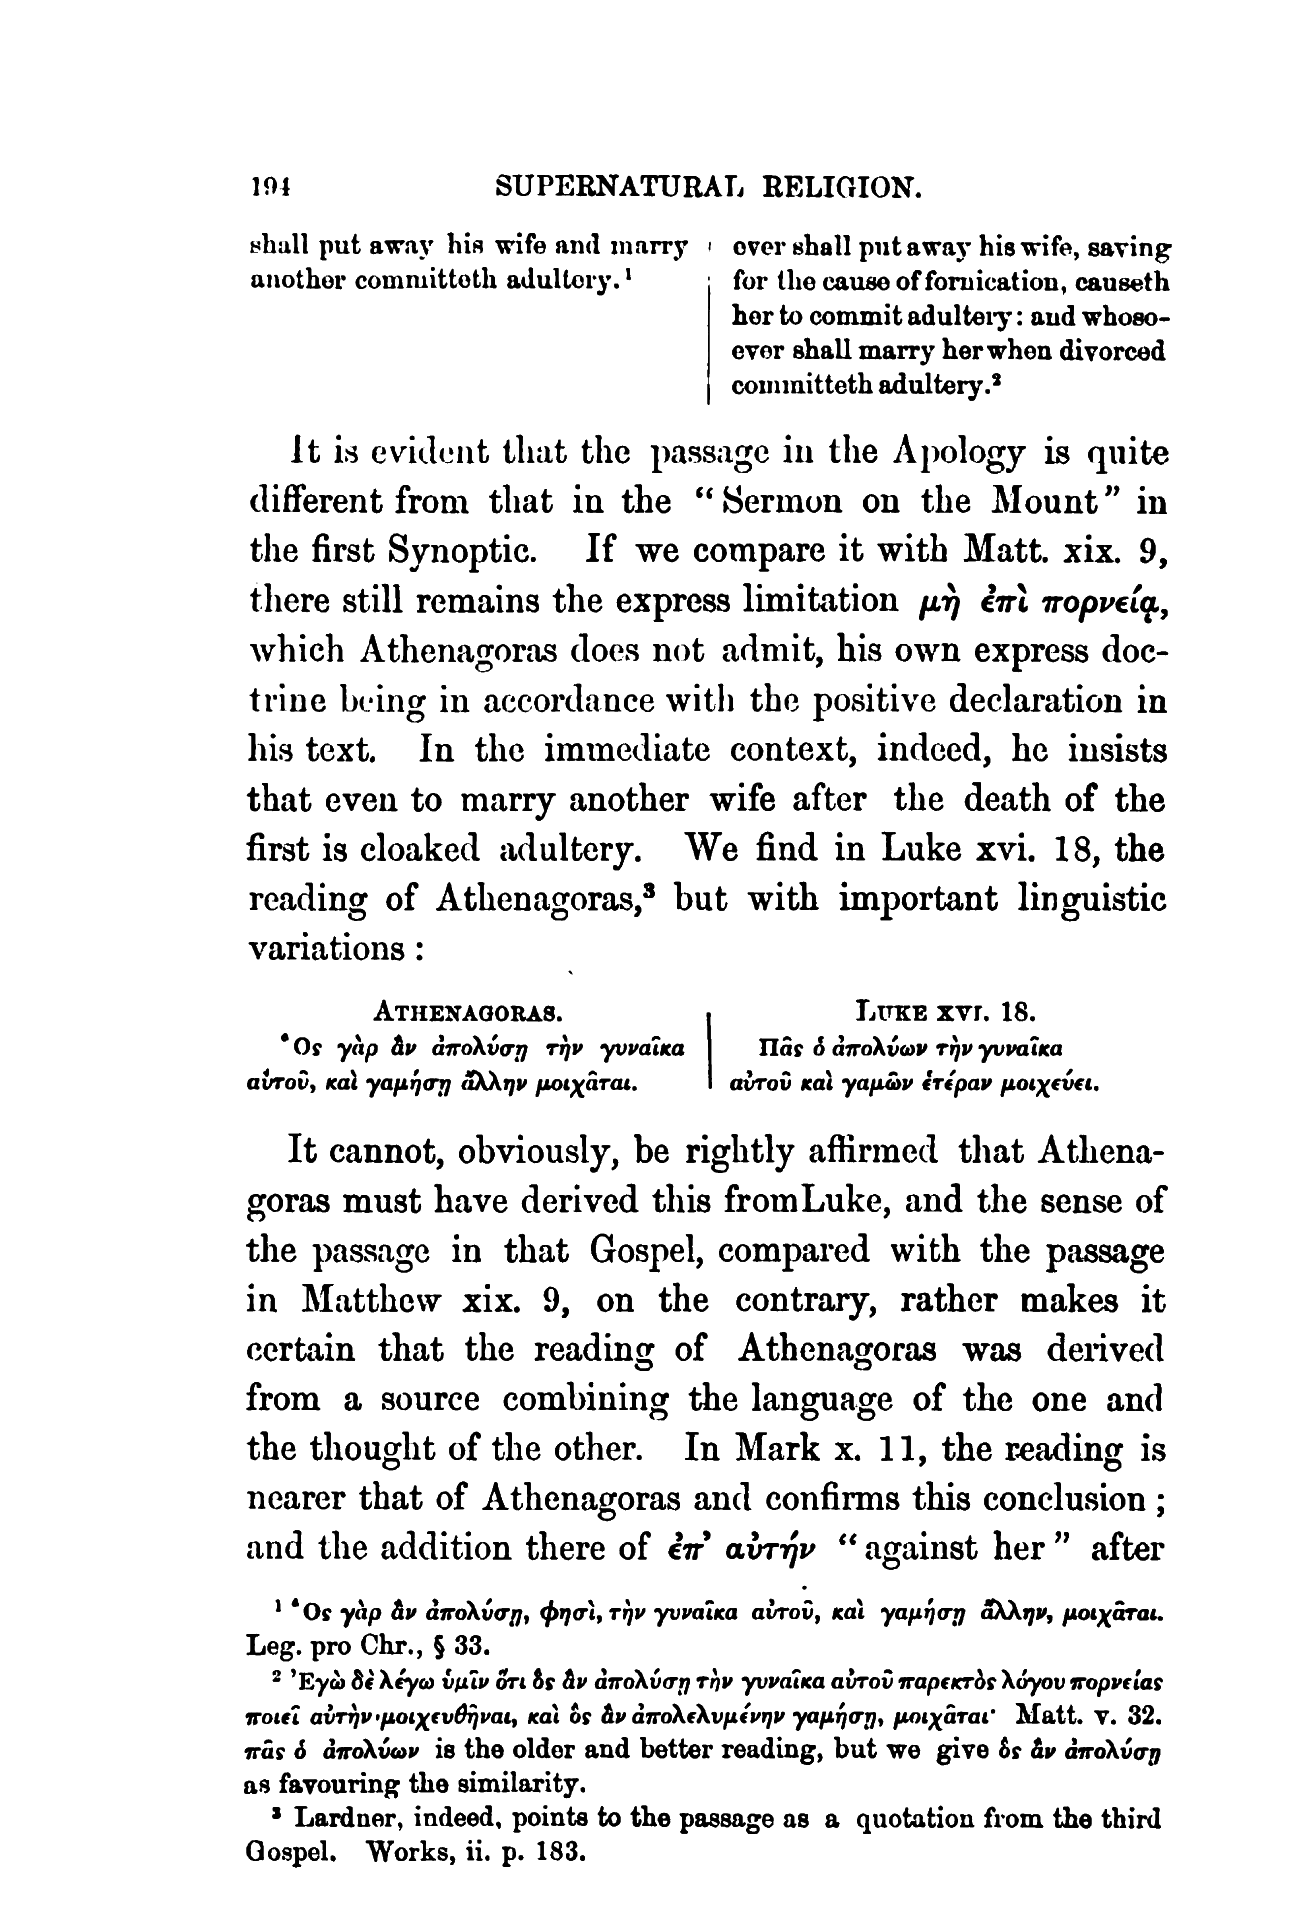 194 SUPERNATURAL RELIGION.
shall put away his wife and marry
another committeth adultery.¹
ever shall put away his wife, saving
for the cause of fornication, causeth
her to commit adultery: and whoso-
ever shall marry her when divorced
committeth adultery.²
It is evident that the passage in the Apology is quite
different from that in the “Sermon on the Mount” in
the first Synoptic. If we compare it with Matt. xix. 9,
there still remains the express limitation μὴ ἐπὶ πορνείᾳ,
which Athenagoras does not admit, his own express doc-
trine being in accordance with the positive declaration in
his text. In the immediate context, indeed, he insists
that even to marry another wife after the death of the
first is cloaked adultery. We find in Luke xvi. 18, the
reading of Athenagoras,³ but with important linguistic
variations :
ATHENAGORAS.
Ὃς γὰρ ἂν ἀπολύσῃ τὴν γυναῖκα
αὑτοῦ, καὶ γαμήσῃ ἄλλην μοιχᾶται.
LUKE XVI. 18.
Πᾶς ὁ ἀπολύων τὴν γυναῖκα
αὐτοῦ καὶ γαμῶν ἑτέραν μοιχεύει.
It cannot, obviously, be rightly affirmed that Athena-
goras must have derived this from Luke, and the sense of
the passage in that Gospel, compared with the passage
in Matthew xix. 9, on the contrary, rather makes it
certain that the reading of Athenagoras was derived
from a source combining the language of the one and
the thought of the other. In Mark x. 11, the reading is
nearer that of Athenagoras and confirms this conclusion ;
and the addition there of ἐπ’ αὐτήν “against her” after
¹ Ὃς γὰρ ἂν ἀπολύσῃ, φησὶ, τὴν γυναῖκα αὐτοῦ, καὶ γαμήσῃ ἄλλην, μοιχᾶται.
Leg. pro Chr., § 33.
² Ἐγὼ δὲ λέγω ὑμῖν ὅτι ὃς ἂν ἀπολύσῃ τὴν γυναῖκα αὐτοῦ παρεκτὸς λόγου πορνείας
ποιεῖ αὐτὴν μοιχευθῆναι, καὶ ὃς ἂν ἀπολελυμένην γαμήσῃ, μοιχᾶται· Matt. v. 32.
πᾶς ὁ ἀπολύων is the older and better reading, but we give ὃς ἂν ἀπολύσῃ
as favouring the similarity.
³ Lardner, indeed, points to the passage as a quotation from the third
Gospel. Works, ii. p. 183.